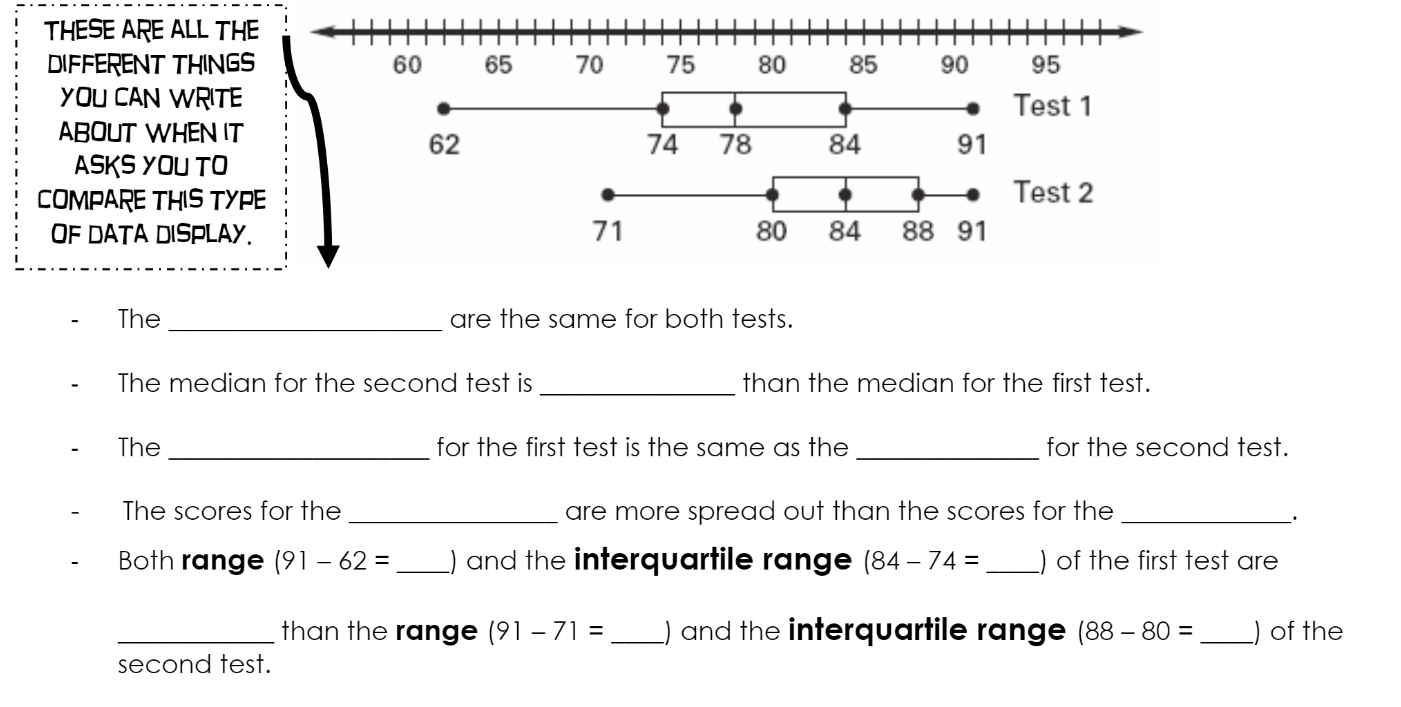 THESE ARE ALL THE
DIFFERENT THINGS
YOU CAN WRITE
ABOUT WHEN IT
ASKS YOU TO
COMPARE THIS TYPE
OF DATA DISPLAY.
60 65 70 75 80 85 90 95
Test 1
62 74 78 84 91
Test 2
71 80 84 88 91
- The ____________________ are the same for both tests.
- The median for the second test is ______________ than the median for the first test.
- The ___________________ for the first test is the same as the _____________ for the second test.
- The scores for the _______________ are more spread out than the scores for the ____________.
- Both range (91 – 62 = ____) and the interquartile range (84 – 74 = ____) of the first test are
___________ than the range (91 – 71 = ____) and the interquartile range (88 – 80 = ____) of the
second test.